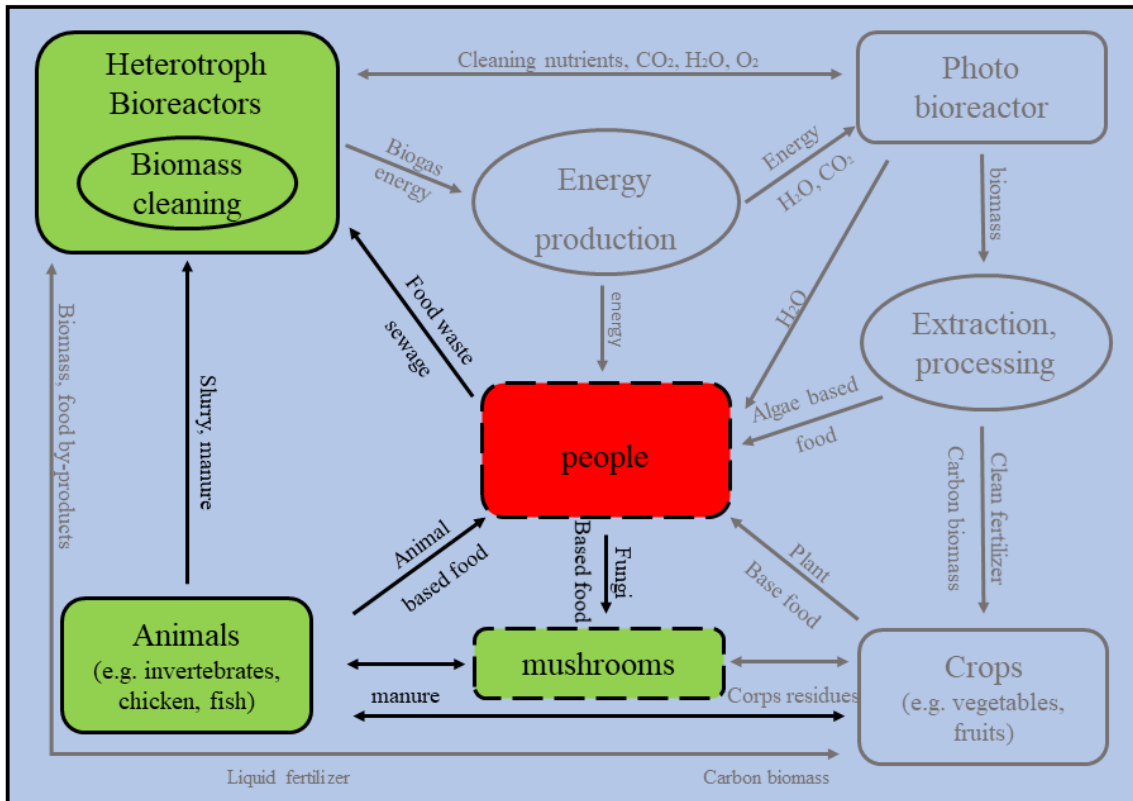 Heterotroph
Bioreactors
Biomass
cleaning
Cleaning nutrients, CO₂, H₂O, O₂
Photo
bioreactor
Biogas
energy
Energy
production
Energy
H₂O, CO₂
biomass
Food waste
sewage
energy
H₂O
Extraction,
processing
Biomass, food by-products
Slurry, manure
people
Algae based
food
Clean fertilizer
Carbon biomass
Animal
based food
Fungi
Based food
Plant
Base food
Animals
(e.g. invertebrates,
chicken, fish)
mushrooms
manure
Corps residues
Crops
(e.g. vegetables,
fruits)
Liquid fertilizer
Carbon biomass